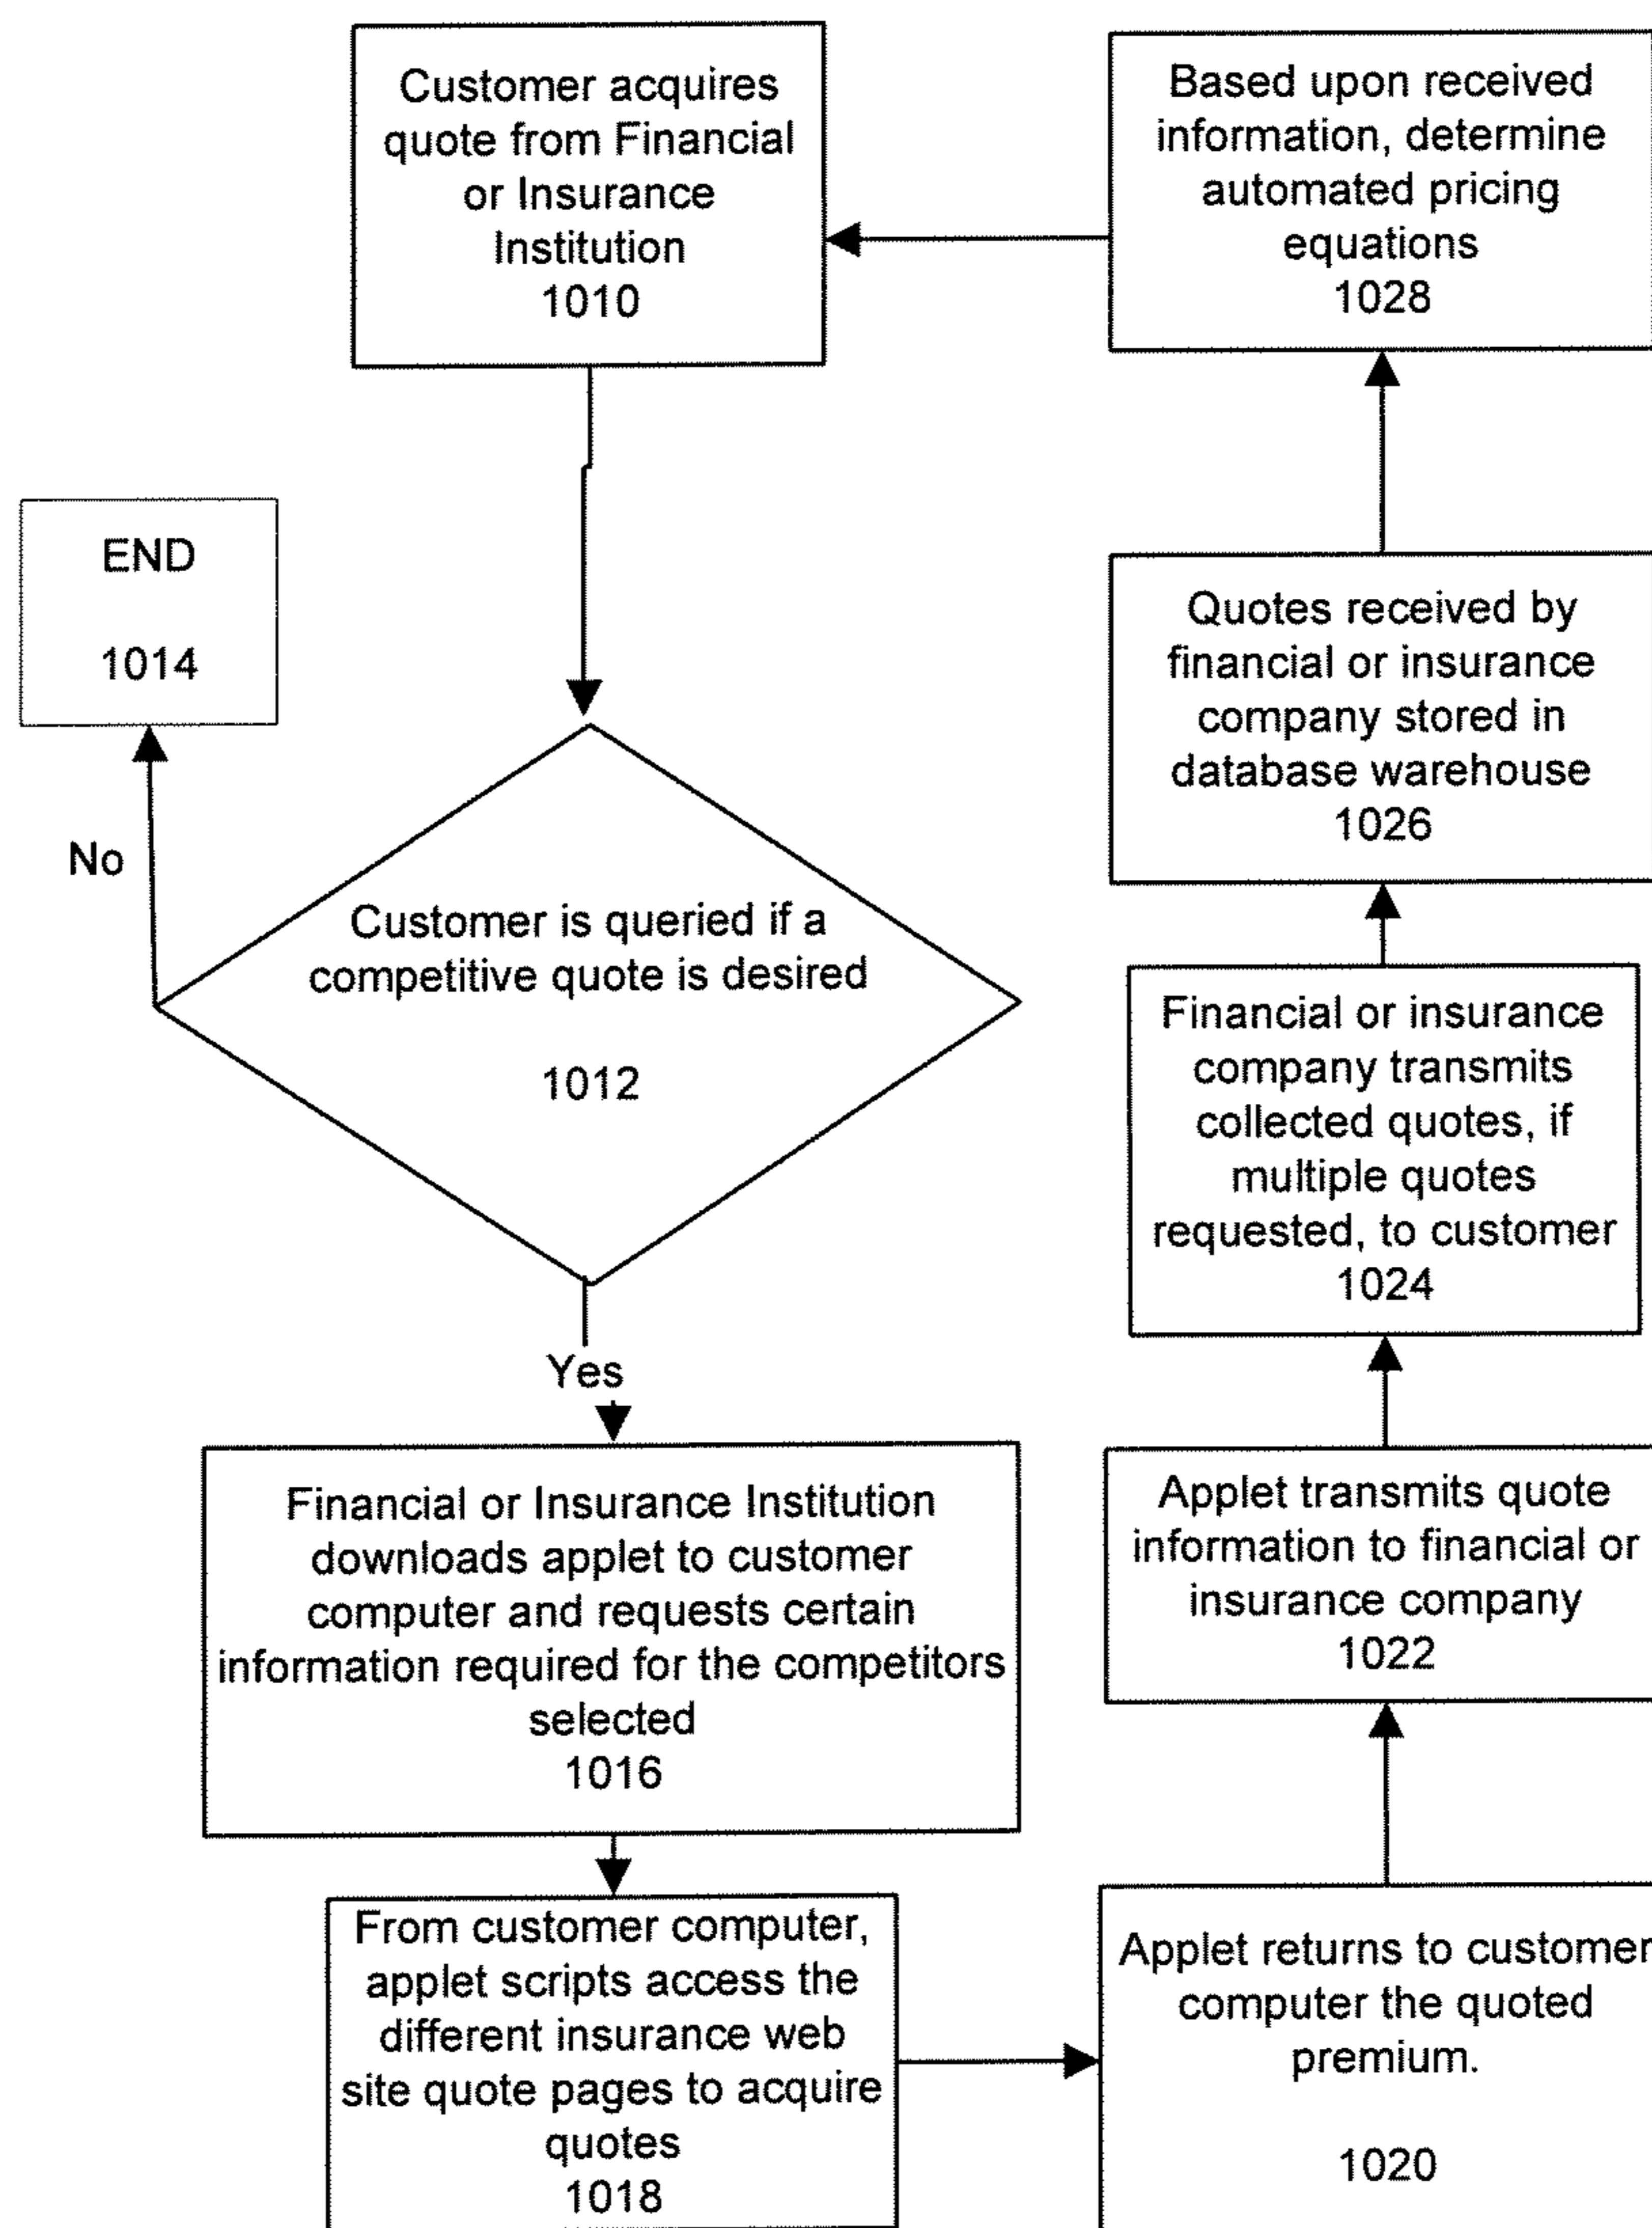 Customer acquires
quote from Financial
or Insurance
Institution
1010
Based upon received
information, determine
automated pricing
equations
1028
END
1014
Quotes received by
financial or insurance
company stored in
database warehouse
1026
No
Customer is queried if a
competitive quote is desired
1012
Financial or insurance
company transmits
collected quotes, if
multiple quotes
requested, to customer
1024
Yes
Financial or Insurance Institution
downloads applet to customer
computer and requests certain
information required for the competitors
selected
1016
Applet transmits quote
information to financial or
insurance company
1022
From customer computer,
applet scripts access the
different insurance web
site quote pages to acquire
quotes
1018
Applet returns to customer
computer the quoted
premium.
1020